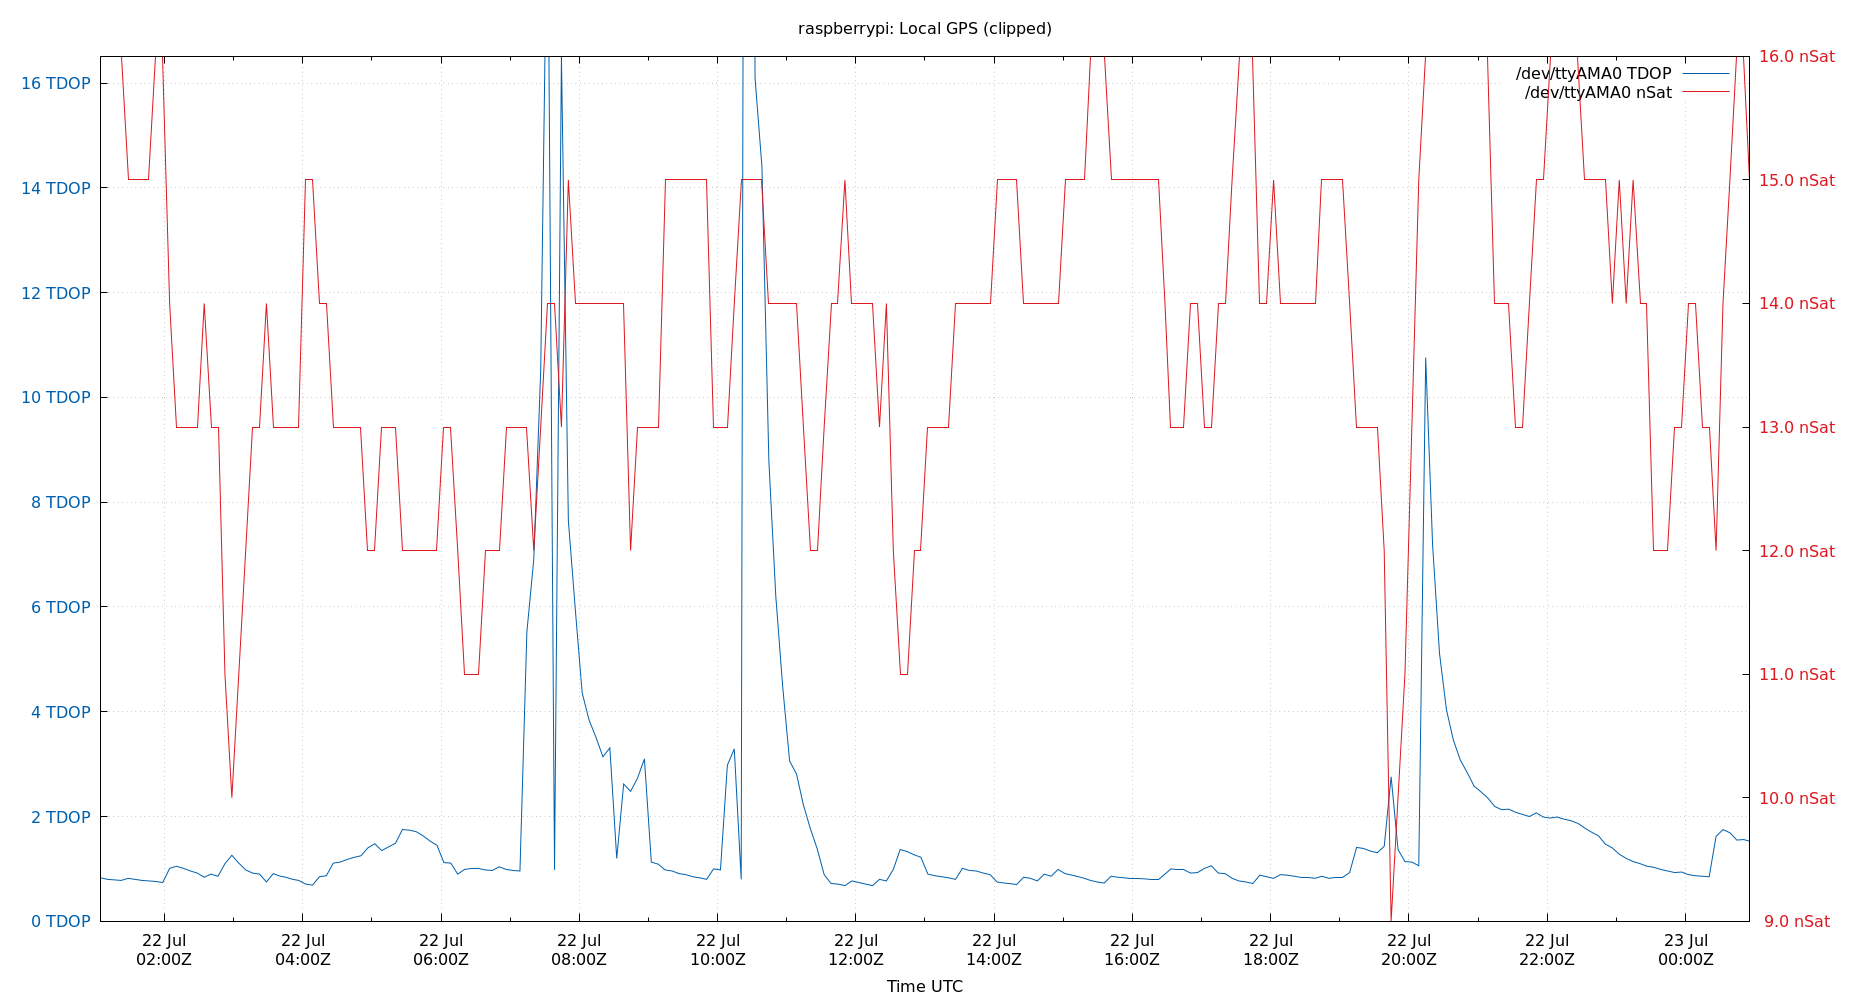 raspberrypi: Local GPS (clipped)
16 TDOP
14 TDOP
12 TDOP
10 TDOP
8 TDOP
6 TDOP
4 TDOP
2 TDOP
0 TDOP
/dev/ttyAMA0 TDOP
/dev/ttyAMA0 nSat
16.0 nSat
15.0 nSat
14.0 nSat
13.0 nSat
12.0 nSat
11.0 nSat
10.0 nSat
9.0 nSat
22 Jul 22 Jul 22 Jul 22 Jul 22 Jul 22 Jul 22 Jul 22 Jul 22 Jul 22 Jul 22 Jul 23 Jul
02:00Z 04:00Z 06:00Z 08:00Z 10:00Z 12:00Z 14:00Z 16:00Z 18:00Z 20:00Z 22:00Z 00:00Z
Time UTC